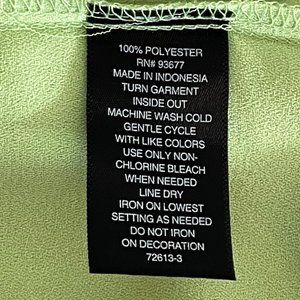 100% POLYESTER
RN# 93677
MADE IN INDONESIA
TURN GARMENT
INSIDE OUT
MACHINE WASH COLD
GENTLE CYCLE
WITH LIKE COLORS
USE ONLY NON-
CHLORINE BLEACH
WHEN NEEDED
LINE DRY
IRON ON LOWEST
SETTING AS NEEDED
DO NOT IRON
ON DECORATION
72613-3